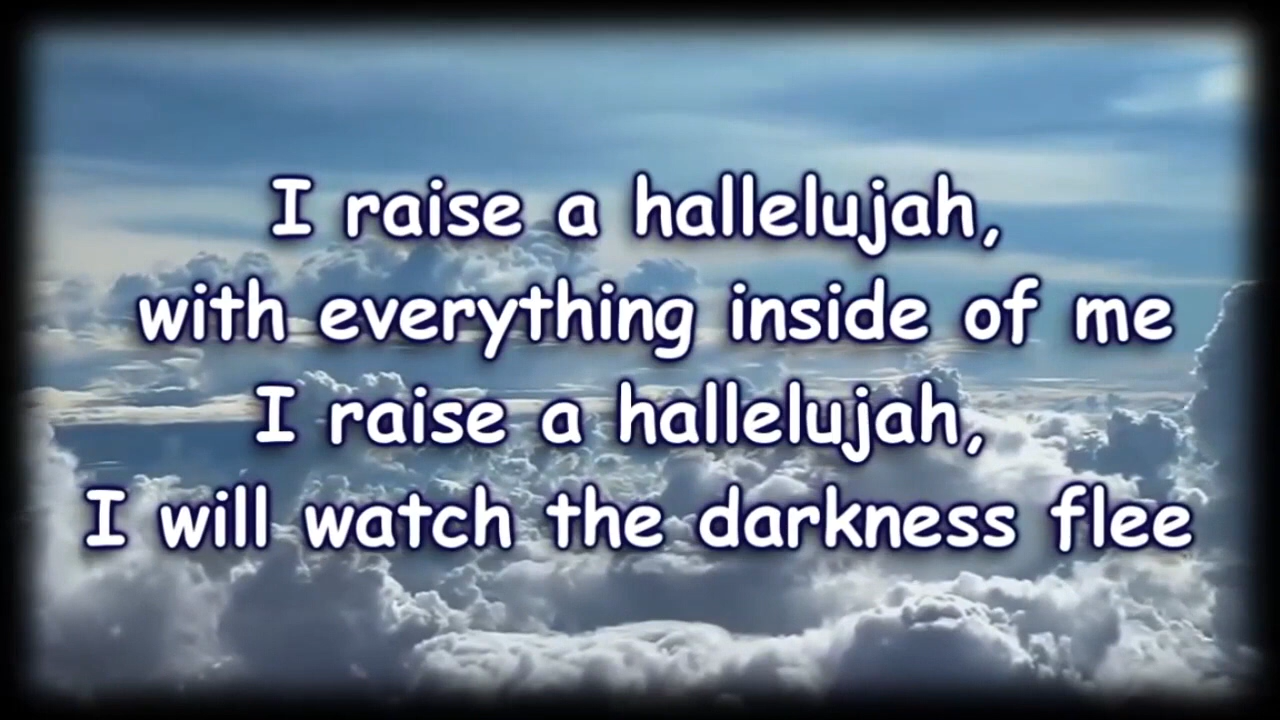 I raise a hallelujah,
with everything inside of me
I raise a hallelujah,
I will watch the darkness flee